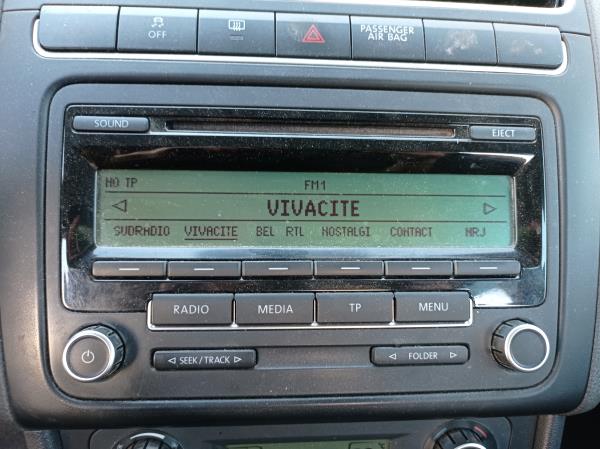 OFF
PASSENGER
AIR BAG
SOUND
EJECT
NO TP FM1
VIVACITE
SUDRADIO VIVACITE BEL RTL NOSTALGI CONTACT NRJ
RADIO MEDIA TP MENU
SEEK/TRACK FOLDER